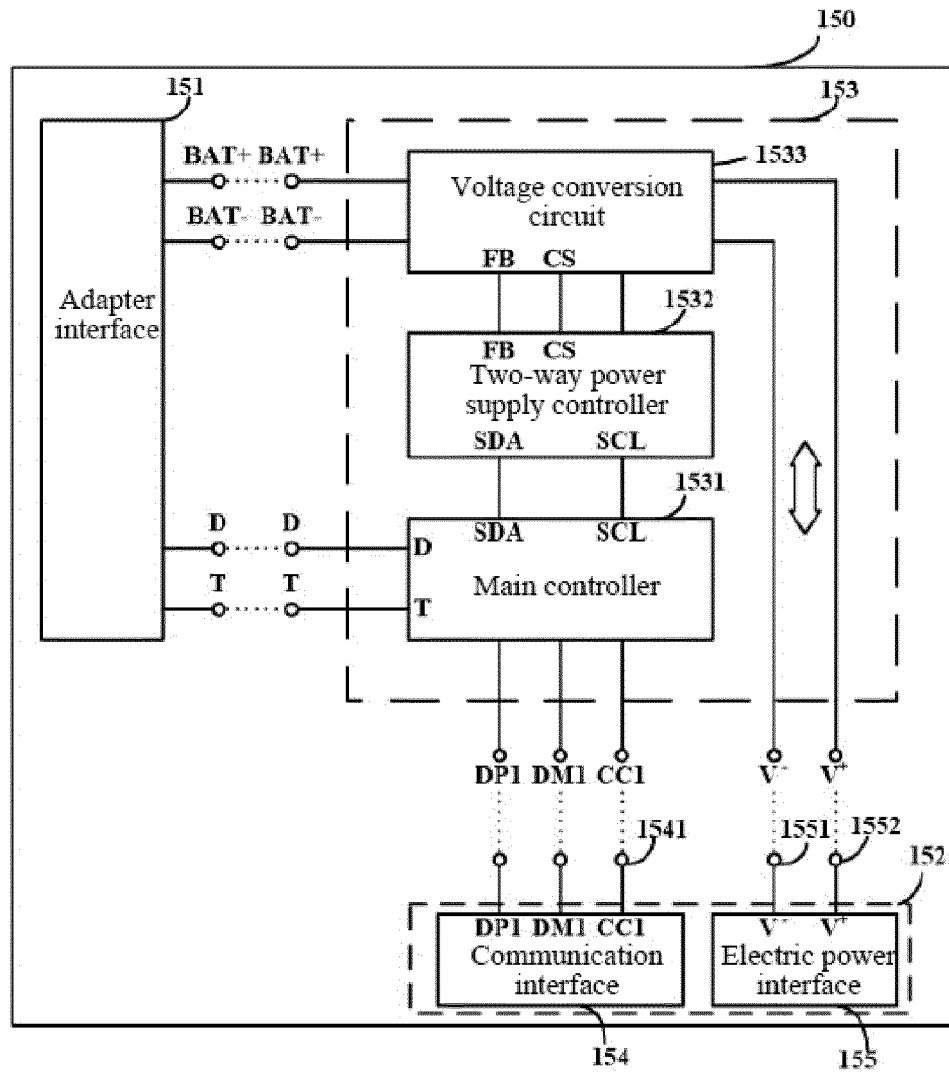 150
151
153
BAT+ BAT+
1533
Voltage conversion
circuit
BAT- BAT-
FB CS
1532
Adapter
interface
FB CS
Two-way power
supply controller
SDA SCL
1531
D D
SDA SCL
D
T T
Main controller
T
DP1 DM1 CC1 V- V+
1541 1551 1552
152
DP1 DM1 CC1 V- V+
Communication
interface
Electric power
interface
154 155